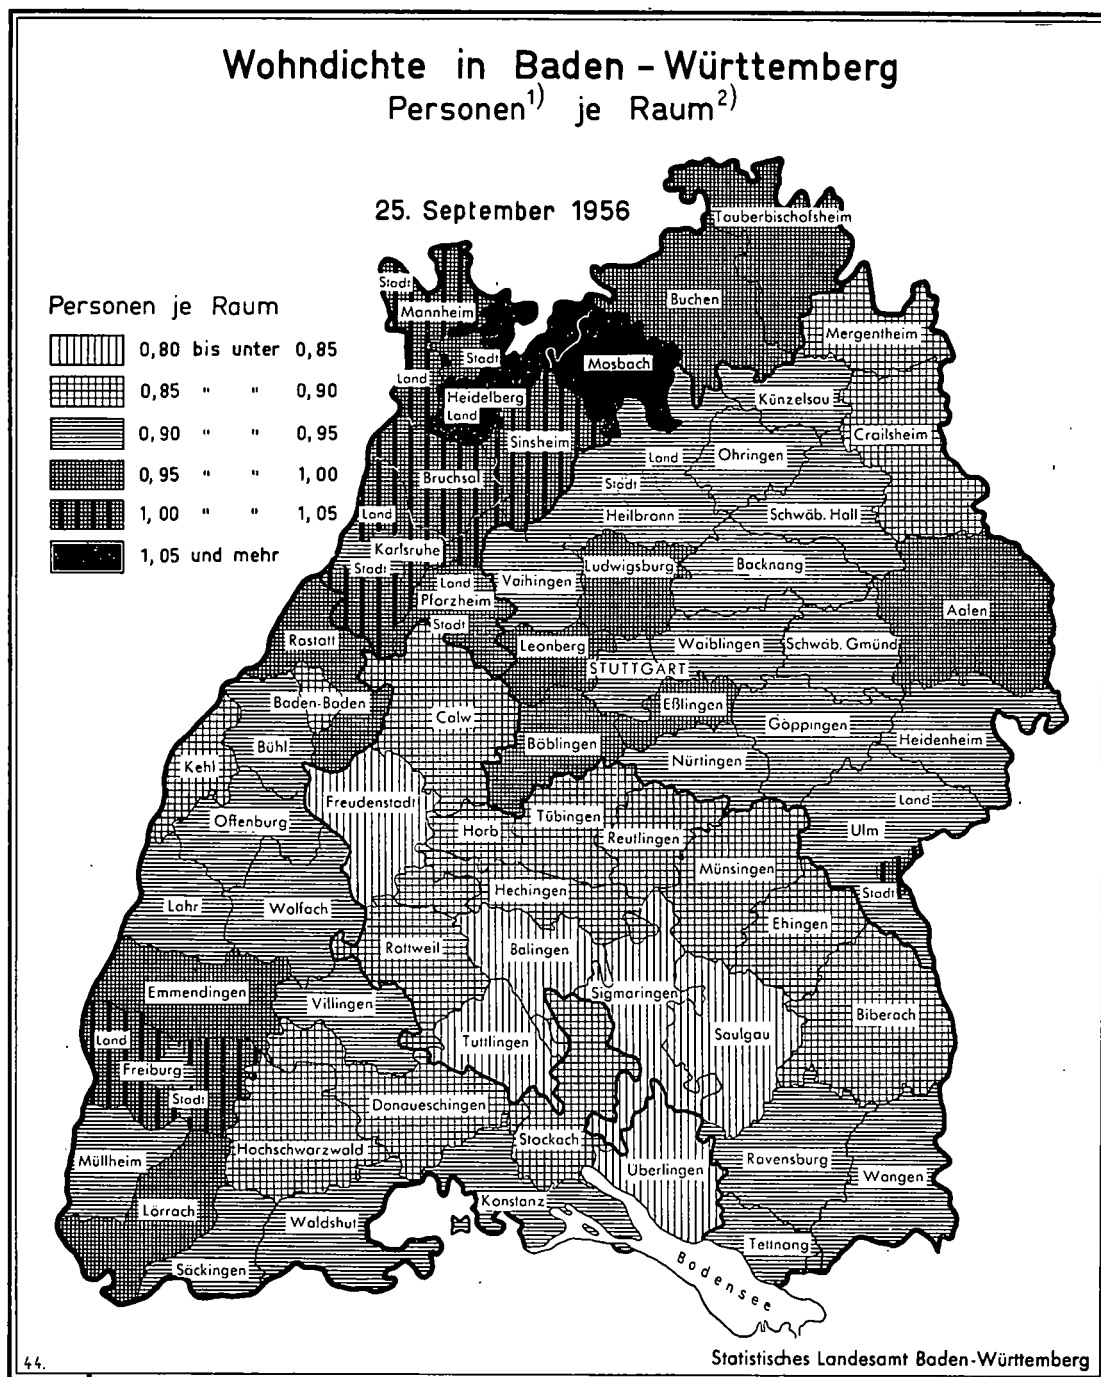 Wohndichte in Baden-Württemberg
Personen1) je Raum2)
25. September 1956
Personen je Raum
0,80 bis unter 0,85
0,85 " " 0,90
0,90 " " 0,95
0,95 " " 1,00
1,00 " " 1,05
1,05 und mehr
Tauberbischofsheim
Stadt
Mannheim
Buchen
Mergentheim
Stadt
Mosbach
Land
Heidelberg
Land
Künzelsau
Crailsheim
Sinsheim
Land
Öhringen
Bruchsal
Stadt
Heilbronn
Schwäb. Hall
Land
Karlsruhe
Stadt
Land
Pforzheim
Stadt
Vaihingen
Ludwigsburg
Backnang
Aalen
Rastatt
Leonberg
Waiblingen
Schwäb. Gmünd
STUTTGART
Baden-Baden
Calw
Eßlingen
Göppingen
Heidenheim
Bühl
Böblingen
Nürtingen
Kehl
Freudenstadt
Land
Offenburg
Horb
Tübingen
Reutlingen
Ulm
Münsingen
Stadt
Hechingen
Lahr
Wolfach
Ehingen
Rottweil
Balingen
Emmendingen
Villingen
Sigmaringen
Biberach
Land
Tuttlingen
Saulgau
Freiburg
Stadt
Donaueschingen
Stockach
Hochschwarzwald
Müllheim
Überlingen
Ravensburg
Wangen
Lörrach
Waldshut
Konstanz
Tettnang
Säckingen
Bodensee
44.
Statistisches Landesamt Baden-Württemberg